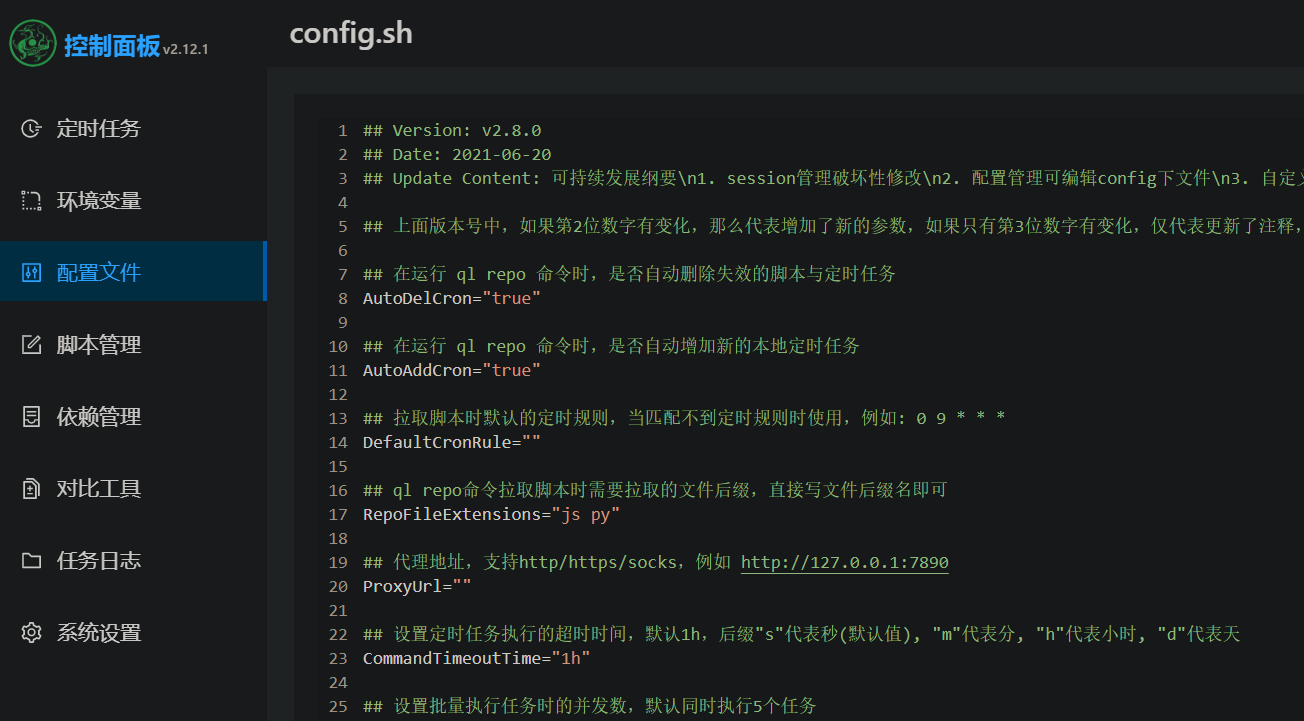 控制面板 v2.12.1
config.sh
定时任务
环境变量
配置文件
脚本管理
依赖管理
对比工具
任务日志
系统设置
1 ## Version: v2.8.0
2 ## Date: 2021-06-20
3 ## Update Content: 可持续发展纲要\n1. session管理破坏性修改\n2. 配置管理可编辑config下文件\n3. 自定
4
5 ## 上面版本号中，如果第2位数字有变化，那么代表增加了新的参数，如果只有第3位数字有变化，仅代表更新了注释，
6
7 ## 在运行 ql repo 命令时，是否自动删除失效的脚本与定时任务
8 AutoDelCron="true"
9
10 ## 在运行 ql repo 命令时，是否自动增加新的本地定时任务
11 AutoAddCron="true"
12
13 ## 拉取脚本时默认的定时规则，当匹配不到定时规则时使用，例如: 0 9 * * *
14 DefaultCronRule=""
15
16 ## ql repo命令拉取脚本时需要拉取的文件后缀，直接写文件后缀名即可
17 RepoFileExtensions="js py"
18
19 ## 代理地址，支持http/https/socks，例如 http://127.0.0.1:7890
20 ProxyUrl=""
21
22 ## 设置定时任务执行的超时时间，默认1h，后缀"s"代表秒(默认值), "m"代表分, "h"代表小时, "d"代表天
23 CommandTimeoutTime="1h"
24
25 ## 设置批量执行任务时的并发数，默认同时执行5个任务